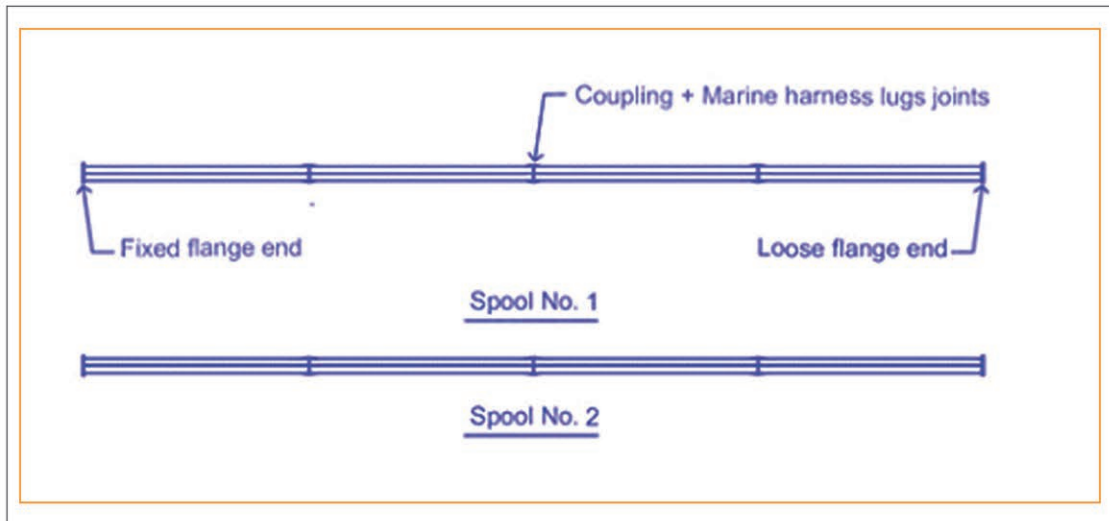 Coupling + Marine harness lugs joints
Fixed flange end
Loose flange end
Spool No. 1
Spool No. 2